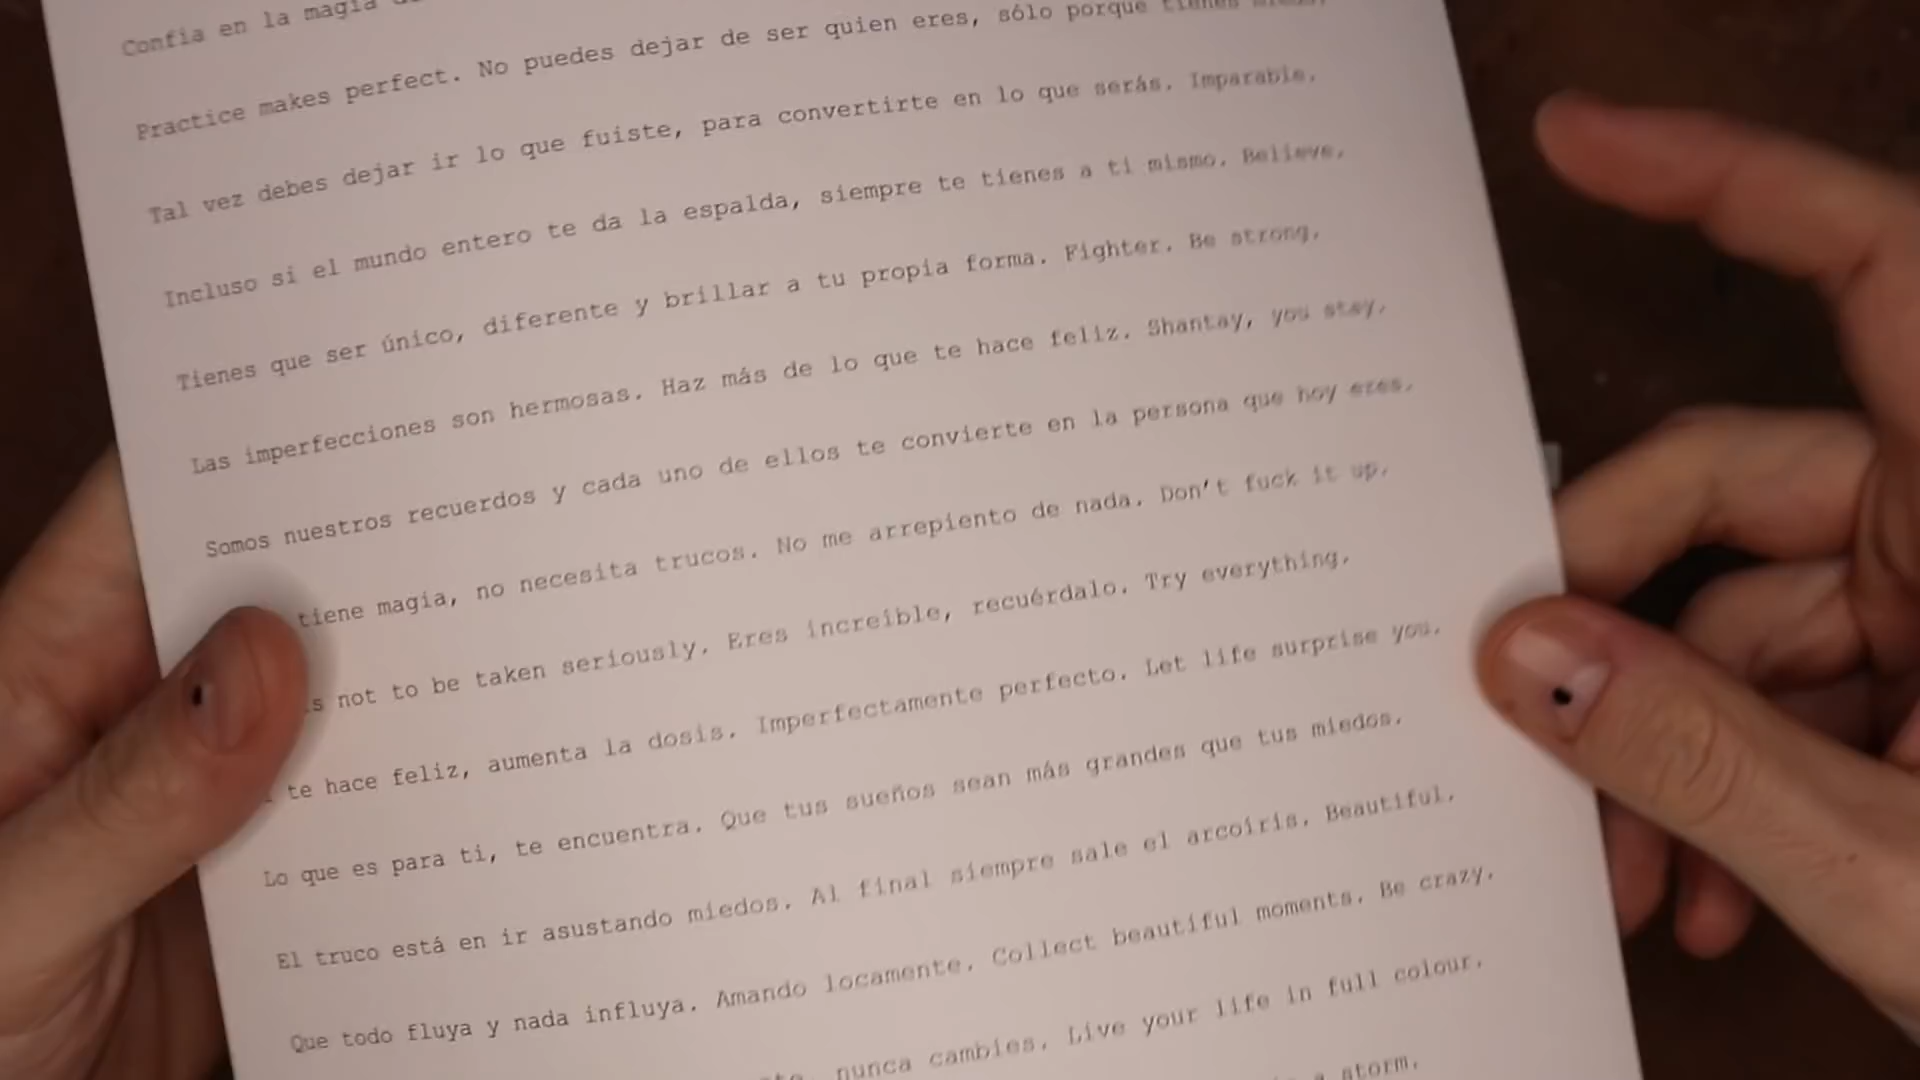 Confía en la magia
Practice makes perfect. No puedes dejar de ser quien eres, sólo porque tienes miedo.
Tal vez debes dejar ir lo que fuiste, para convertirte en lo que serás. Imparable.
Incluso si el mundo entero te da la espalda, siempre te tienes a ti mismo. Believe.
Tienes que ser único, diferente y brillar a tu propia forma. Fighter. Be strong.
Las imperfecciones son hermosas. Haz más de lo que te hace feliz. Shantay, you stay.
Somos nuestros recuerdos y cada uno de ellos te convierte en la persona que hoy eres.
tiene magia, no necesita trucos. No me arrepiento de nada. Don't fuck it up.
not to be taken seriously. Eres increíble, recuérdalo. Try everything.
te hace feliz, aumenta la dosis. Imperfectamente perfecto. Let life surprise you.
Lo que es para ti, te encuentra. Que tus sueños sean más grandes que tus miedos.
El truco está en ir asustando miedos. Al final siempre sale el arcoíris. Beautiful.
Que todo fluya y nada influya. Amando locamente. Collect beautiful moments. Be crazy.
nunca cambies. Live your life in full colour.
a storm.